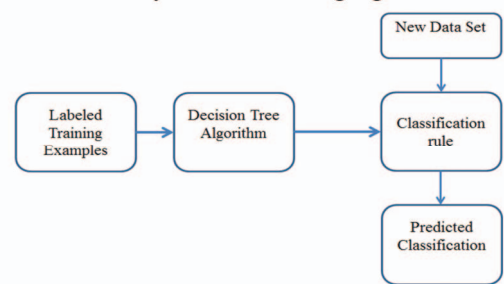 New Data Set
Labeled
Training
Examples
Decision Tree
Algorithm
Classification
rule
Predicted
Classification